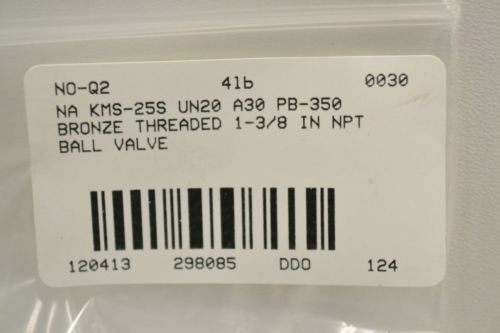 NO-Q2 4lb 0030
NA KMS-25S UN20 A30 PB-350
BRONZE THREADED 1-3/8 IN NPT
BALL VALVE
120413 298085 DDO 124